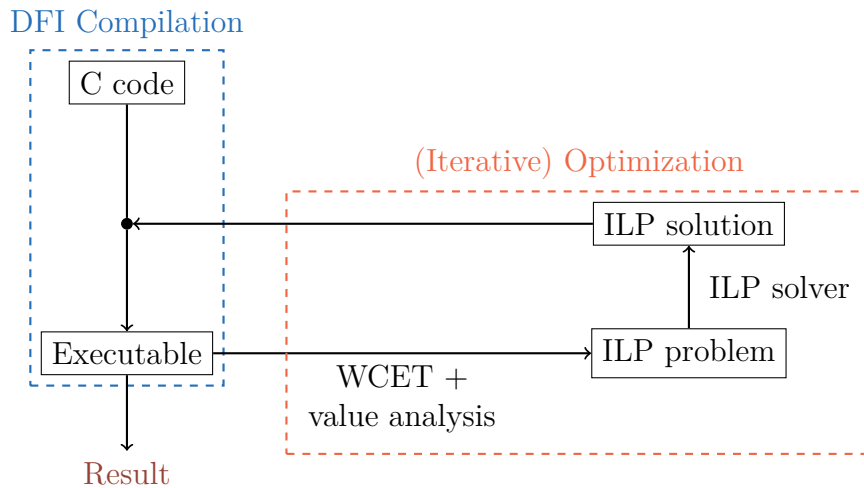 DFI Compilation
C code
(Iterative) Optimization
ILP solution
ILP solver
Executable
ILP problem
WCET +
value analysis
Result